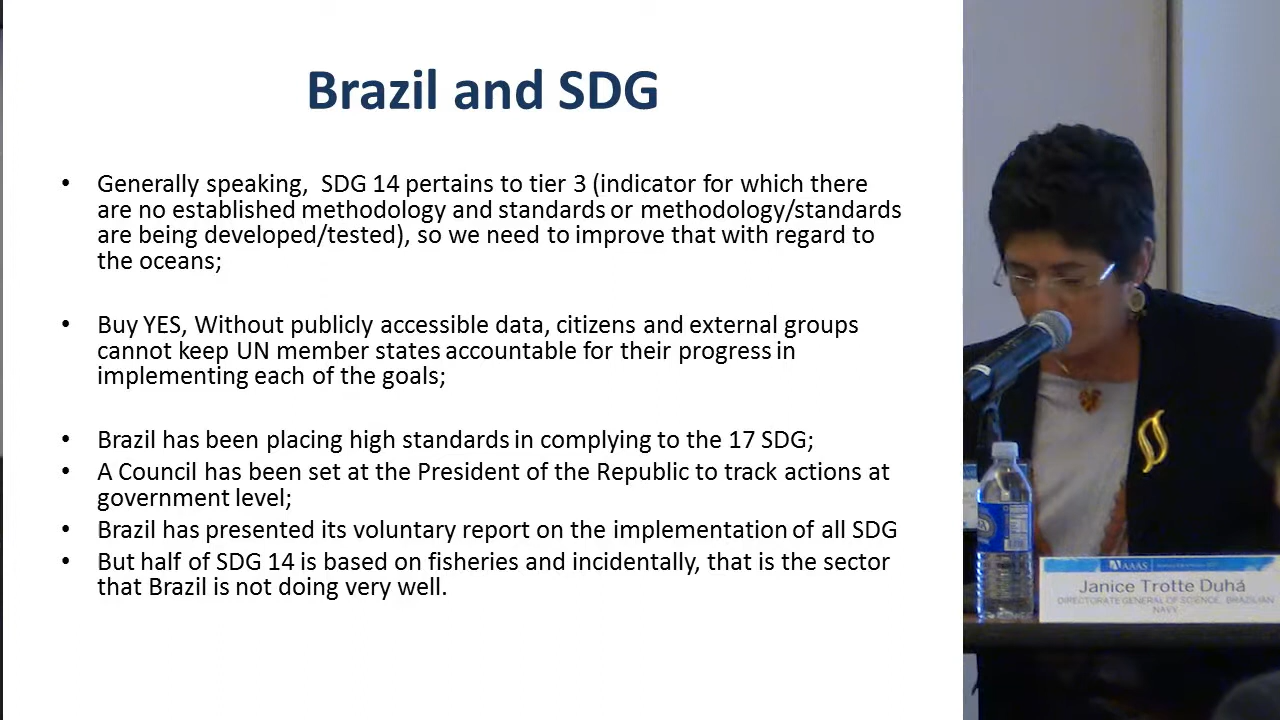 Brazil and SDG
• Generally speaking, SDG 14 pertains to tier 3 (indicator for which there
are no established methodology and standards or methodology/standards
are being developed/tested), so we need to improve that with regard to
the oceans;
• Buy YES, Without publicly accessible data, citizens and external groups
cannot keep UN member states accountable for their progress in
implementing each of the goals;
• Brazil has been placing high standards in complying to the 17 SDG;
• A Council has been set at the President of the Republic to track actions at
government level;
• Brazil has presented its voluntary report on the implementation of all SDG
• But half of SDG 14 is based on fisheries and incidentally, that is the sector
that Brazil is not doing very well.
AAAS
Janice Trotte Duhá
DIRECTORATE GENERAL OF SCIENCE, BRAZILIAN
NAVY